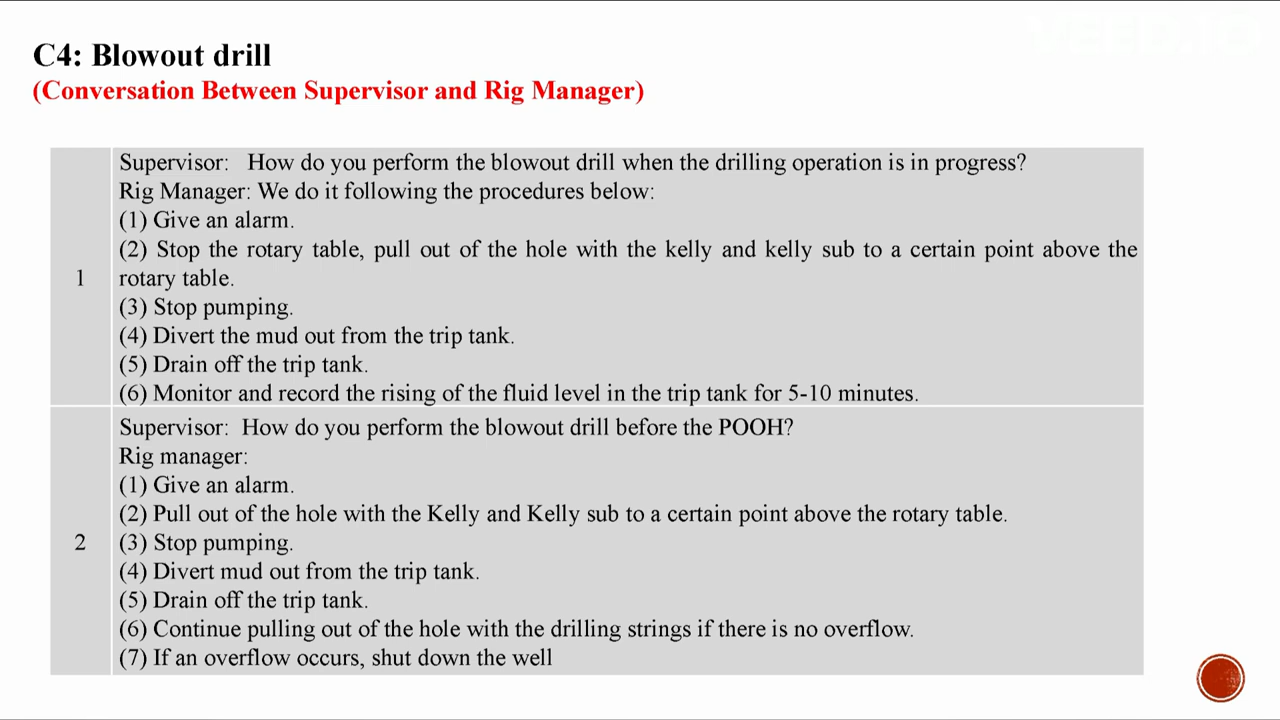 VEED.IO
C4: Blowout drill
(Conversation Between Supervisor and Rig Manager)
Supervisor: How do you perform the blowout drill when the drilling operation is in progress?
Rig Manager: We do it following the procedures below:
(1) Give an alarm.
(2) Stop the rotary table, pull out of the hole with the kelly and kelly sub to a certain point above the
1
rotary table.
(3) Stop pumping.
(4) Divert the mud out from the trip tank.
(5) Drain off the trip tank.
(6) Monitor and record the rising of the fluid level in the trip tank for 5-10 minutes.
Supervisor: How do you perform the blowout drill before the POOH?
Rig manager:
(1) Give an alarm.
(2) Pull out of the hole with the Kelly and Kelly sub to a certain point above the rotary table.
2
(3) Stop pumping.
(4) Divert mud out from the trip tank.
(5) Drain off the trip tank.
(6) Continue pulling out of the hole with the drilling strings if there is no overflow.
(7) If an overflow occurs, shut down the well